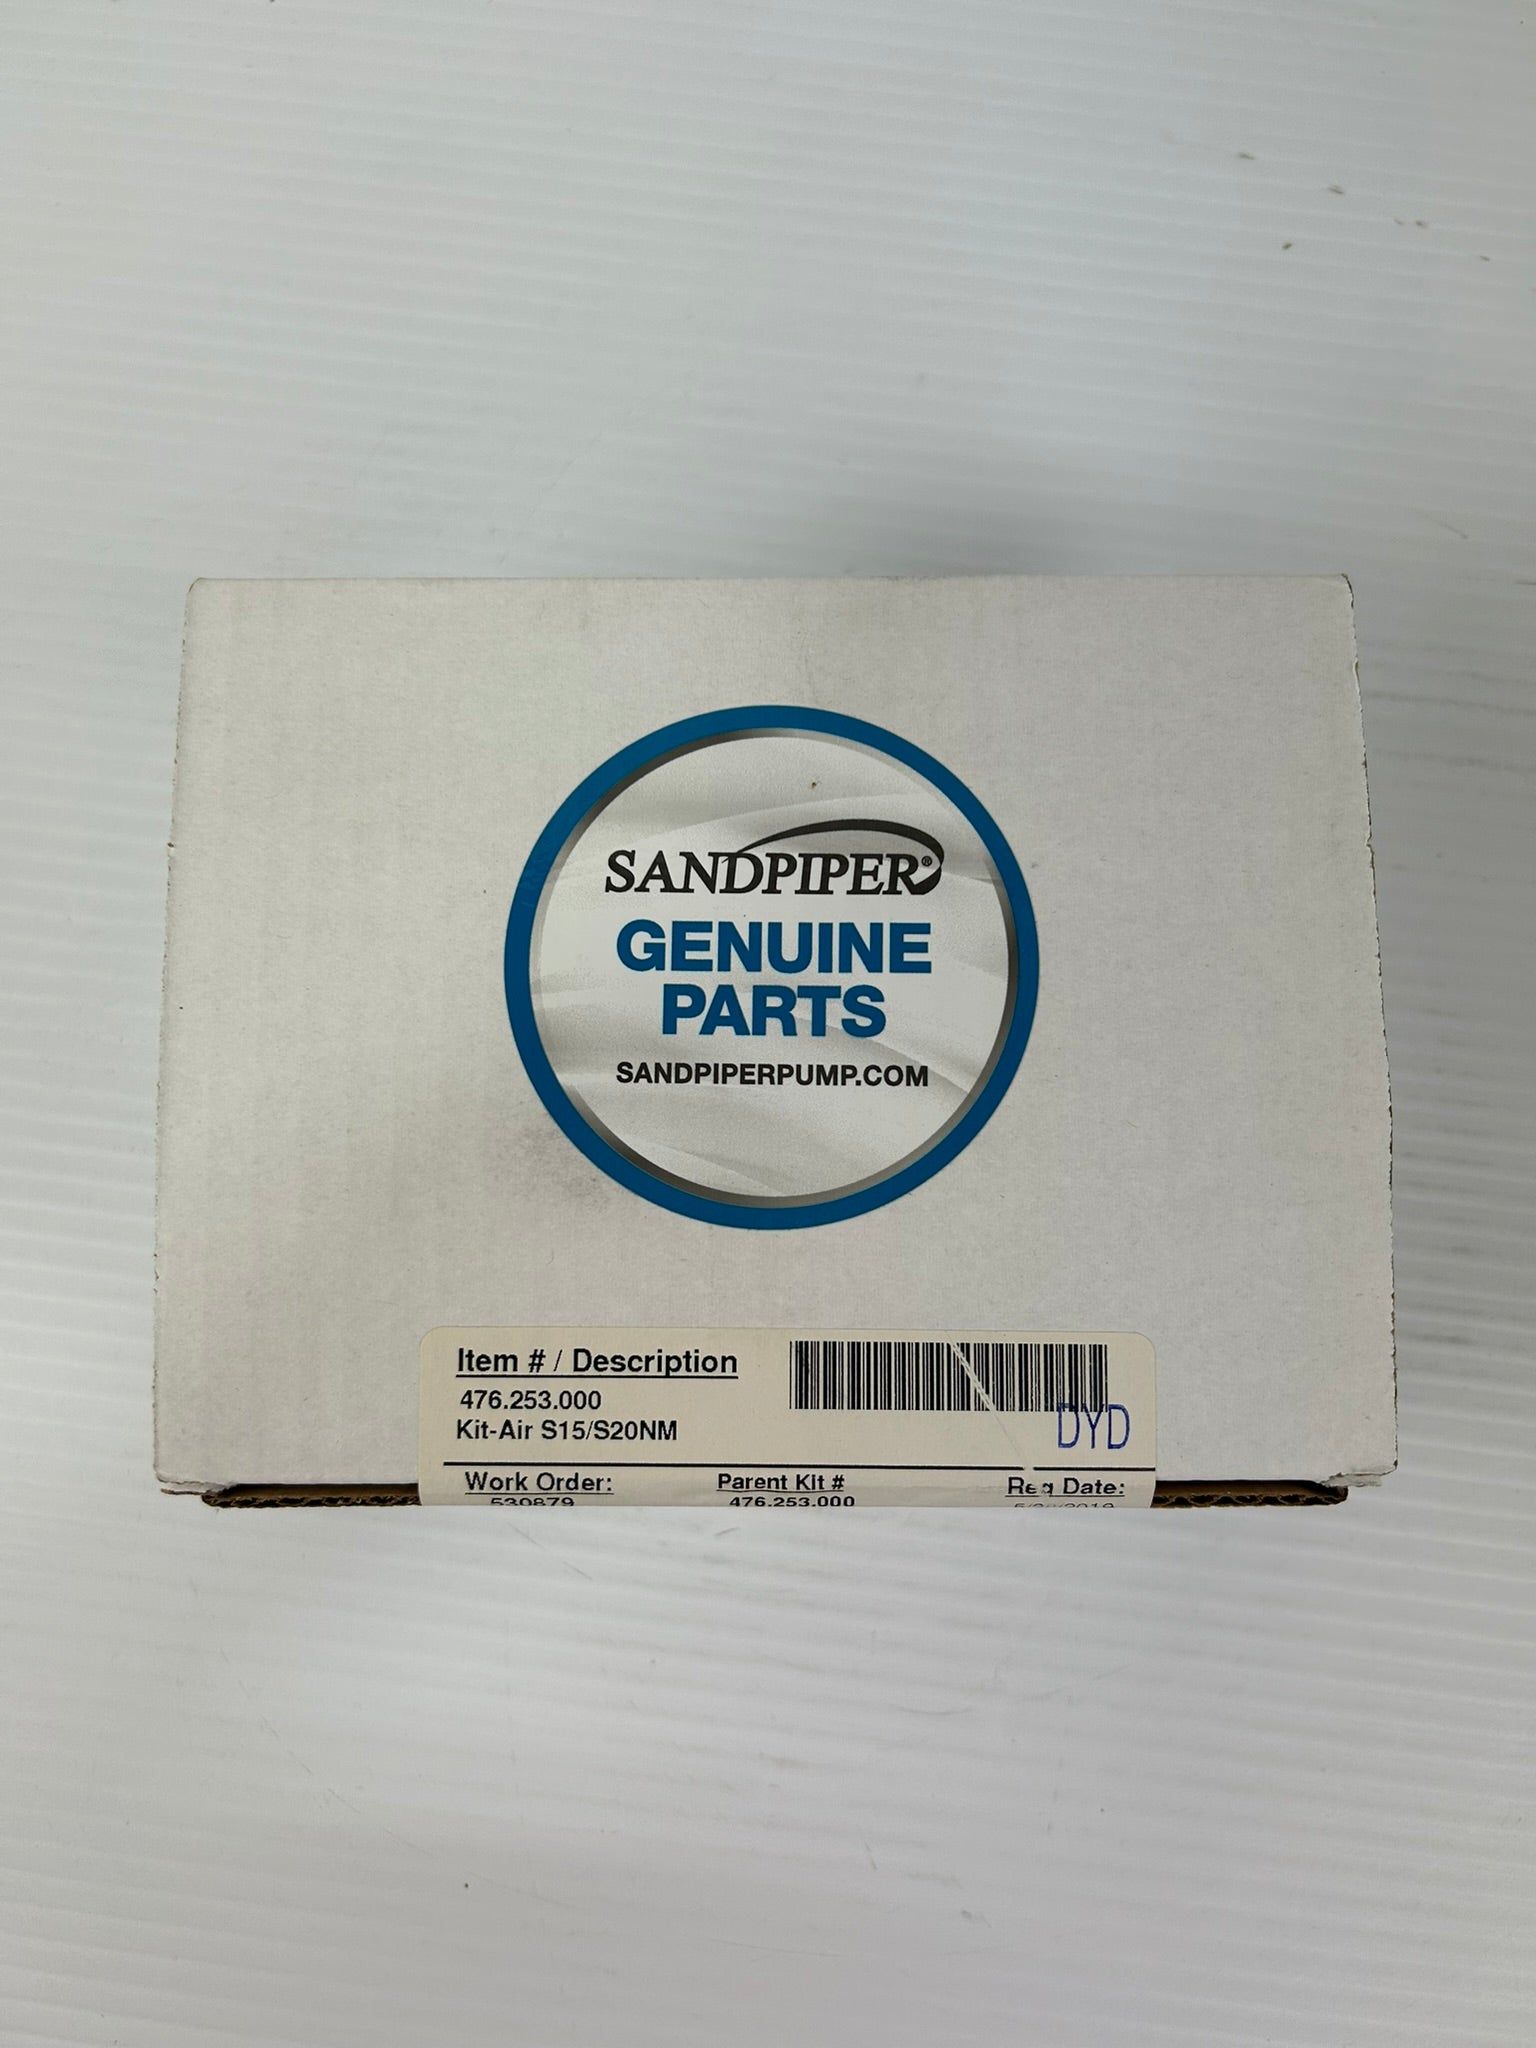 SANDPIPER®
GENUINE
PARTS
SANDPIPERPUMP.COM
Item # / Description
476.253.000
Kit-Air S15/S20NM
DYD
Work Order: Parent Kit # Req Date:
530879 476.253.000